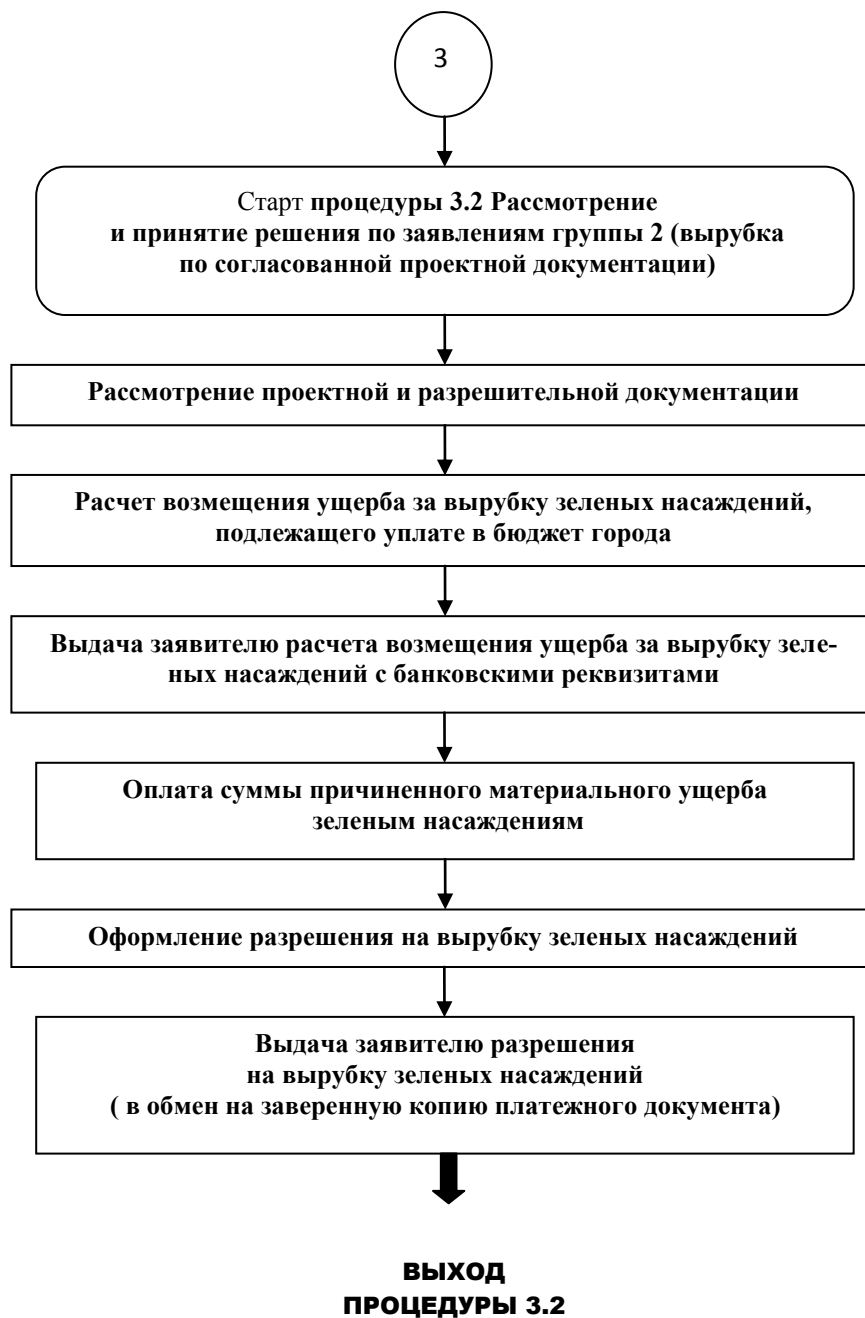 3
Старт процедуры 3.2 Рассмотрение
и принятие решения по заявлениям группы 2 (вырубка
по согласованной проектной документации)
Рассмотрение проектной и разрешительной документации
Расчет возмещения ущерба за вырубку зеленых насаждений,
подлежащего уплате в бюджет города
Выдача заявителю расчета возмещения ущерба за вырубку зеле-
ных насаждений с банковскими реквизитами
Оплата суммы причиненного материального ущерба
зеленым насаждениям
Оформление разрешения на вырубку зеленых насаждений
Выдача заявителю разрешения
на вырубку зеленых насаждений
( в обмен на заверенную копию платежного документа)
ВЫХОД
ПРОЦЕДУРЫ 3.2